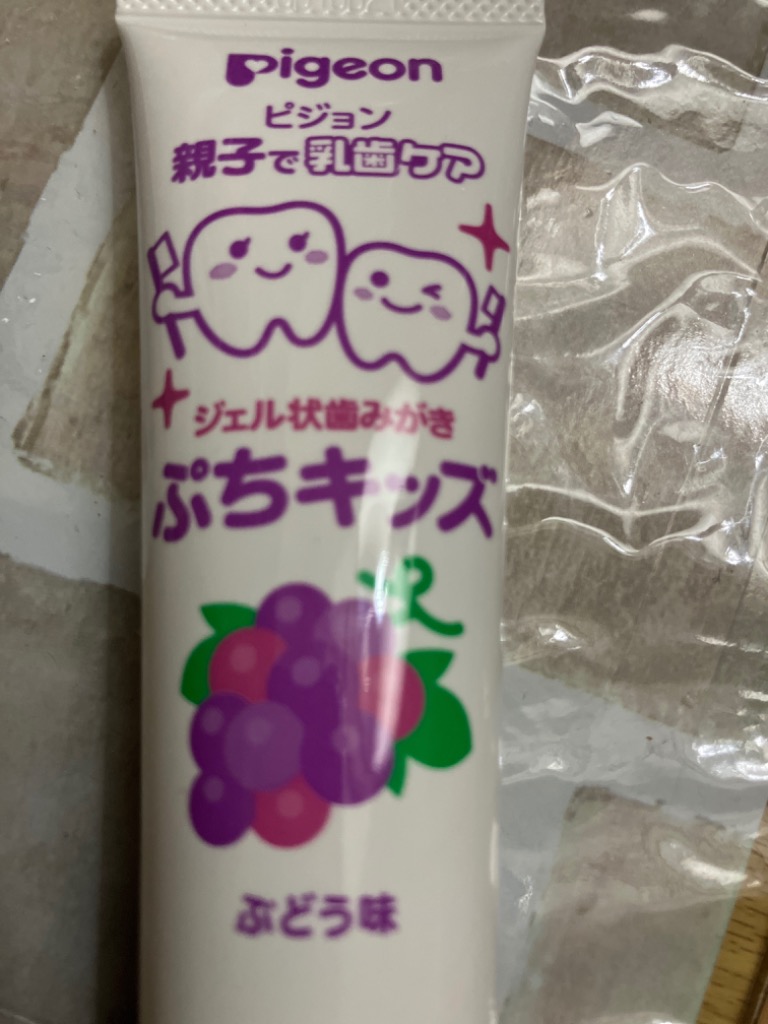 Pigeon
ピジョン
親子で乳歯ケア
ジェル状歯みがき
ぷちキッズ
ぶどう味